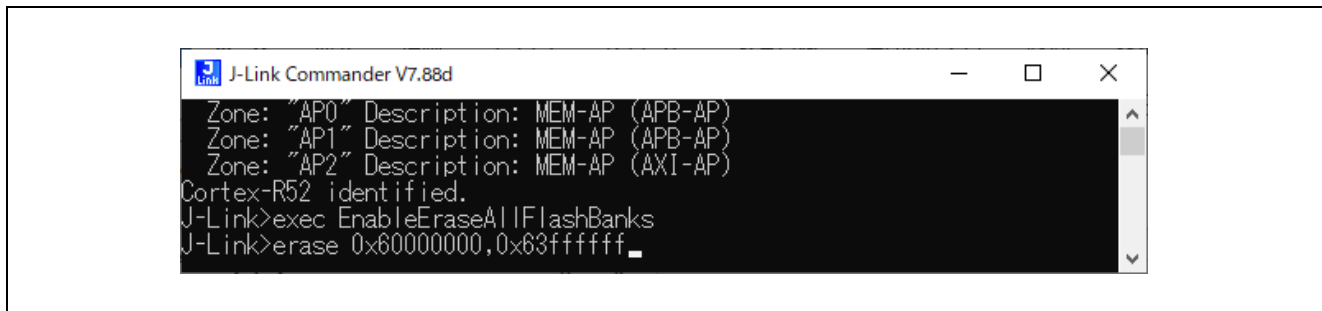 J-Link Commander V7.88d
Zone: "AP0" Description: MEM-AP (APB-AP)
Zone: "AP1" Description: MEM-AP (APB-AP)
Zone: "AP2" Description: MEM-AP (AXI-AP)
Cortex-R52 identified.
J-Link>exec EnableEraseAllFlashBanks
J-Link>erase 0x60000000,0x63ffffff